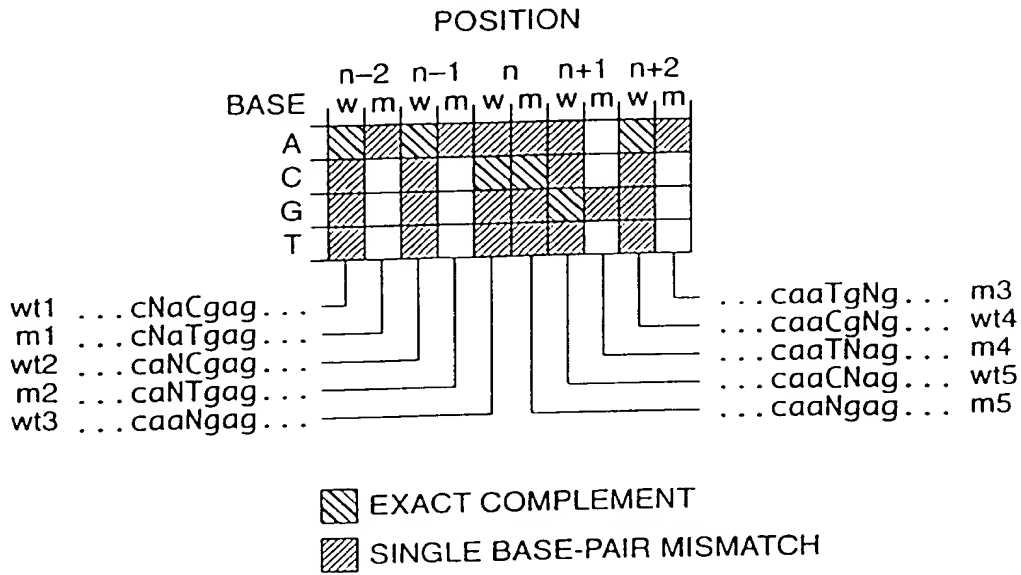 POSITION
n–2 n–1 n n+1 n+2
BASE w m w m w m w m w m
A
C
G
T
wt1 ...cNaCgag...
m1 ...cNaTgag...
wt2 ...caNCgag...
m2 ...caNTgag...
wt3 ...caaNgag...
...caaTgNg... m3
...caaCgNg... wt4
...caaTNag... m4
...caaCNag... wt5
...caaNgag... m5
EXACT COMPLEMENT
SINGLE BASE-PAIR MISMATCH